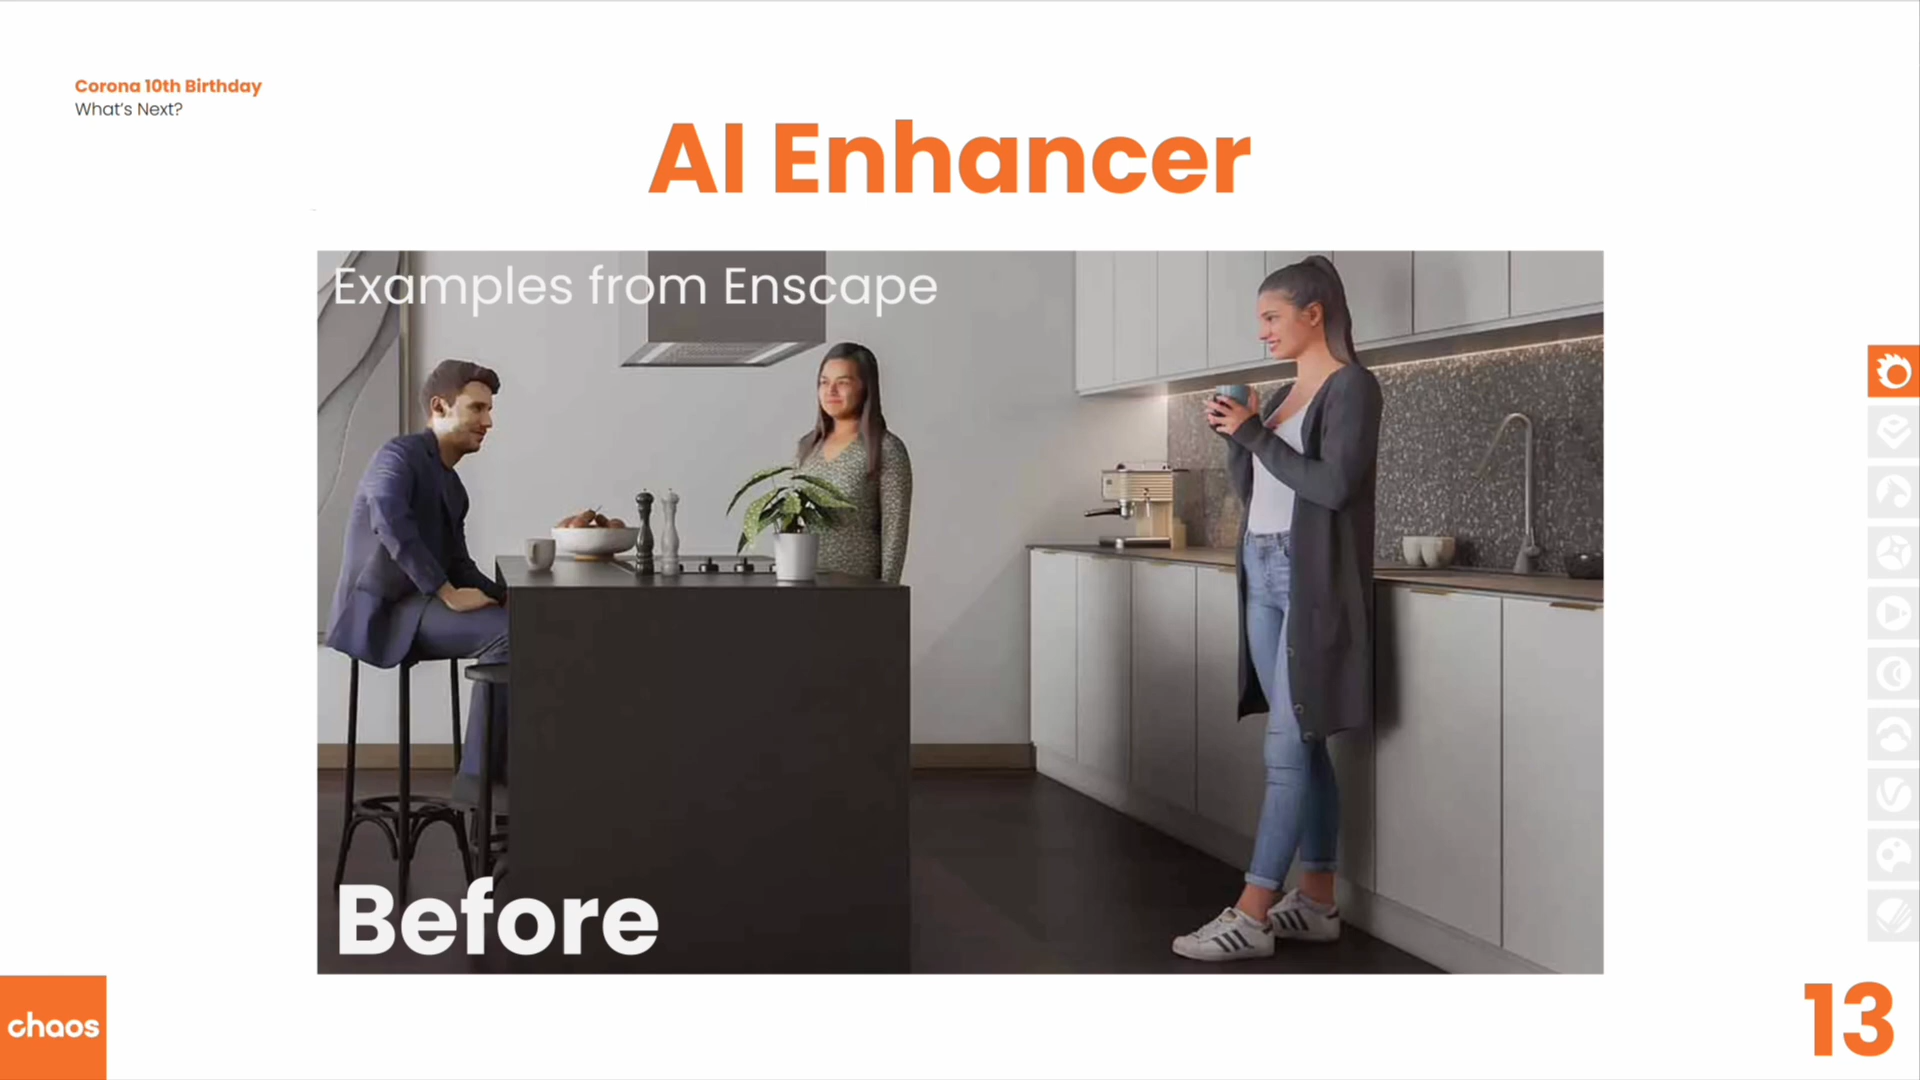 Corona 10th Birthday
What's Next?
AI Enhancer
Examples from Enscape
Before
chaos
13